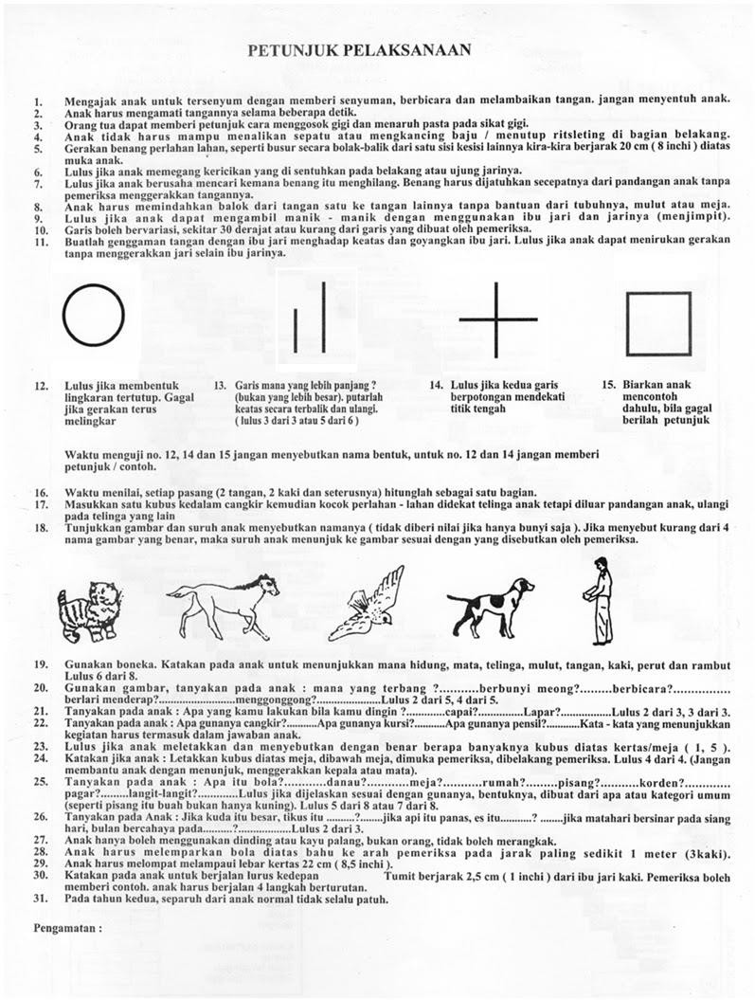 PETUNJUK PELAKSANAAN
1. Mengajak anak untuk tersenyum dengan memberi senyuman, berbicara dan melambaikan tangan. jangan menyentuh anak.
2. Anak harus mengamati tangannya selama beberapa detik.
3. Orang tua dapat memberi petunjuk cara menggosok gigi dan menaruh pasta pada sikat gigi.
4. Anak tidak harus mampu menalikan sepatu atau mengkancing baju / menutup ritsleting di bagian belakang.
5. Gerakan benang perlahan lahan, seperti busur secara bolak-balik dari satu sisi kesisi lainnya kira-kira berjarak 20 cm ( 8 inchi ) diatas
muka anak.
6. Lulus jika anak memegang kericikan yang di sentuhkan pada belakang atau ujung jarinya.
7. Lulus jika anak berusaha mencari kemana benang itu menghilang. Benang harus dijatuhkan secepatnya dari pandangan anak tanpa
pemeriksa menggerakkan tangannya.
8. Anak harus memindahkan balok dari tangan satu ke tangan lainnya tanpa bantuan dari tubuhnya, mulut atau meja.
9. Lulus jika anak dapat mengambil manik - manik dengan menggunakan ibu jari dan jarinya (menjimpit).
10. Garis boleh bervariasi, sekitar 30 derajat atau kurang dari garis yang dibuat oleh pemeriksa.
11. Buatlah genggaman tangan dengan ibu jari menghadap keatas dan goyangkan ibu jari. Lulus jika anak dapat menirukan gerakan
tanpa menggerakkan jari selain ibu jarinya.
12. Lulus jika membentuk
lingkaran tertutup. Gagal
jika gerakan terus
melingkar
13. Garis mana yang lebih panjang ?
(bukan yang lebih besar). putarlah
keatas secara terbalik dan ulangi.
( lulus 3 dari 3 atau 5 dari 6 )
14. Lulus jika kedua garis
berpotongan mendekati
titik tengah
15. Biarkan anak
mencontoh
dahulu, bila gagal
berilah petunjuk
Waktu menguji no. 12, 14 dan 15 jangan menyebutkan nama bentuk, untuk no. 12 dan 14 jangan memberi
petunjuk / contoh.
16. Waktu menilai, setiap pasang (2 tangan, 2 kaki dan seterusnya) hitunglah sebagai satu bagian.
17. Masukkan satu kubus kedalam cangkir kemudian kocok perlahan - lahan didekat telinga anak tetapi diluar pandangan anak, ulangi
pada telinga yang lain
18. Tunjukkan gambar dan suruh anak menyebutkan namanya ( tidak diberi nilai jika hanya bunyi saja ). Jika menyebut kurang dari 4
nama gambar yang benar, maka suruh anak menunjuk ke gambar sesuai dengan yang disebutkan oleh pemeriksa.
19. Gunakan boneka. Katakan pada anak untuk menunjukkan mana hidung, mata, telinga, mulut, tangan, kaki, perut dan rambut
Lulus 6 dari 8.
20. Gunakan gambar, tanyakan pada anak : mana yang terbang ?...........berbunyi meong?.........berbicara?................
berlari menderap?.........................menggonggong?.....................Lulus 2 dari 5, 4 dari 5.
21. Tanyakan pada anak : Apa yang kamu lakukan bila kamu dingin ?.............capai?...............Lapar?.................Lulus 2 dari 3, 3 dari 3.
22. Tanyakan pada anak : Apa gunanya cangkir?..........Apa gunanya kursi?...........Apa gunanya pensil?...........Kata - kata yang menunjukkan
kegiatan harus termasuk dalam jawaban anak.
23. Lulus jika anak meletakkan dan menyebutkan dengan benar berapa banyaknya kubus diatas kertas/meja ( 1, 5 ).
24. Katakan jika anak : Letakkan kubus diatas meja, dibawah meja, dimuka pemeriksa, dibelakang pemeriksa. Lulus 4 dari 4. (Jangan
membantu anak dengan menunjuk, menggerakkan kepala atau mata).
25. Tanyakan pada anak : Apa itu bola?..........danau?...........meja?..........rumah?.........pisang?..........korden?.............
pagar?........langit-langit?.............Lulus jika dijelaskan sesuai dengan gunanya, bentuknya, dibuat dari apa atau kategori umum
(seperti pisang itu buah bukan hanya kuning). Lulus 5 dari 8 atau 7 dari 8.
26. Tanyakan pada Anak : Jika kuda itu besar, tikus itu ..........?........jika api itu panas, es itu...........? ........jika matahari bersinar pada siang
hari, bulan bercahaya pada..........?..................Lulus 2 dari 3.
27. Anak hanya boleh menggunakan dinding atau kayu palang, bukan orang, tidak boleh merangkak.
28. Anak harus melemparkan bola diatas bahu ke arah pemeriksa pada jarak paling sedikit 1 meter (3kaki).
29. Anak harus melompat melampaui lebar kertas 22 cm ( 8,5 inchi ).
30. Katakan pada anak untuk berjalan lurus kedepan Tumit berjarak 2,5 cm ( 1 inchi ) dari ibu jari kaki. Pemeriksa boleh
memberi contoh. anak harus berjalan 4 langkah berturutan.
31. Pada tahun kedua, separuh dari anak normal tidak selalu patuh.
Pengamatan :